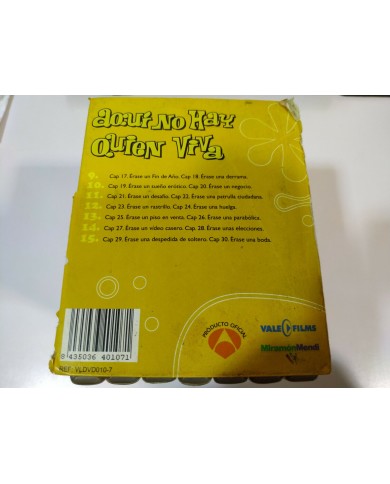 aquí No Hay
Quien Viva
9. Cap 17. Érase un Fin de Año. Cap 18. Érase una derrama.
10. Cap 19. Érase un sueño erótico. Cap 20. Érase un negocio.
11. Cap 21. Érase un desafío. Cap 22. Érase una patrulla ciudadana.
12. Cap 23. Érase un rastrillo. Cap 24. Érase una huelga.
13. Cap 25. Érase un piso en venta. Cap 26. Érase una parabólica.
14. Cap 27. Érase un vídeo casero. Cap 28. Érase unas elecciones.
15. Cap 29. Érase una despedida de soltero. Cap 30. Érase una boda.
PRODUCTO OFICIAL
VALE FILMS
MiramónMendi
8 435036 401071
REF: VLDVD010-7